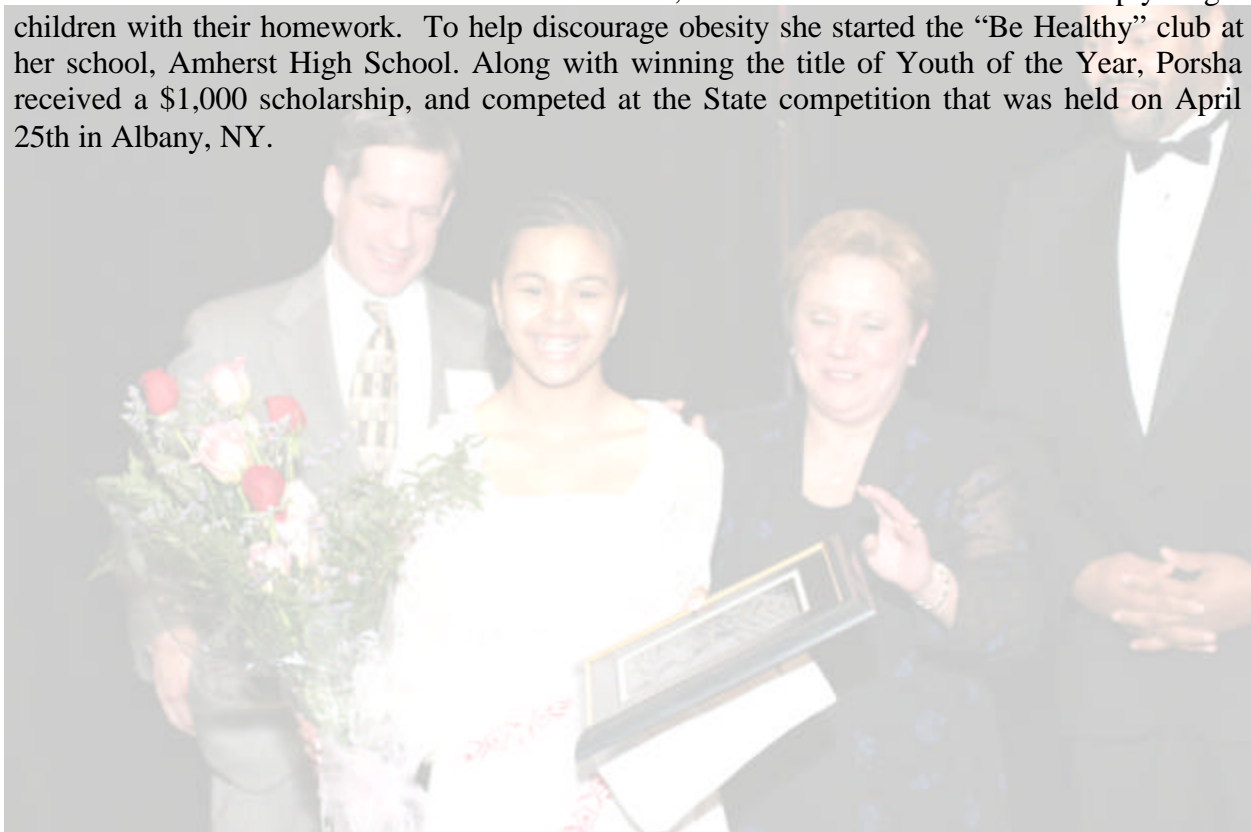 children with their homework.  To help discourage obesity she started the “Be Healthy” club at
her school, Amherst High School. Along with winning the title of Youth of the Year, Porsha
received a $1,000 scholarship, and competed at the State competition that was held on April
25th in Albany, NY.